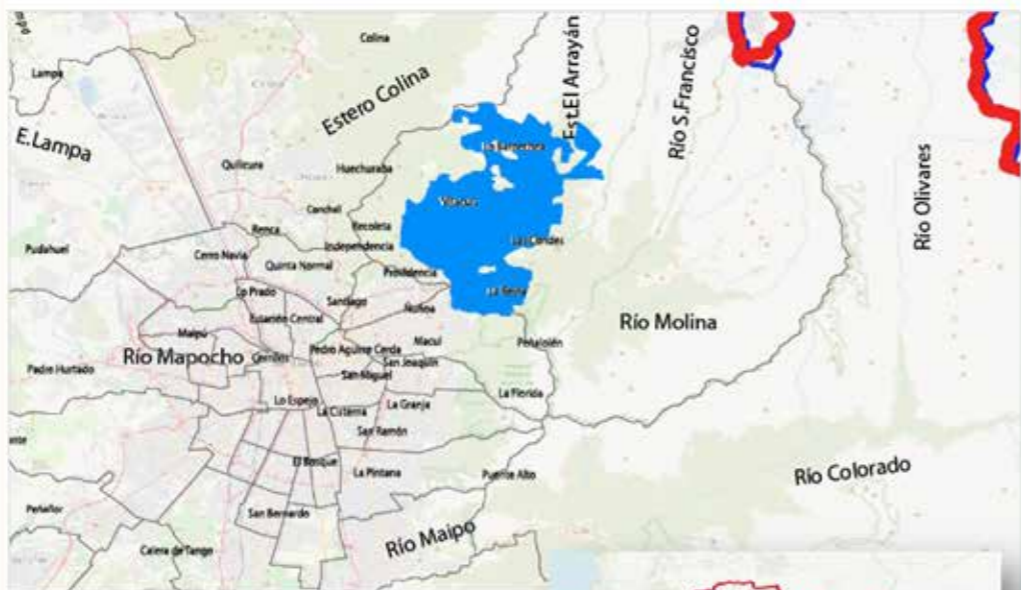 Colina
Lampa
Estero Colina
Est.El Arrayán
Río S.Francisco
E.Lampa
Quilicura
Huechuraba
Lo Barnechea
Río Olivares
Conchalí
Vitacura
Pudahuel
Renca
Recoleta
Cerro Navia
Independencia
Las Condes
Quinta Normal
Providencia
Lo Prado
Santiago
La Reina
Estación Central
Ñuñoa
Río Molina
Maipú
Macul
Peñalolén
Río Mapocho
Cerrillos
Pedro Aguirre Cerda
San Joaquín
Padre Hurtado
San Miguel
La Florida
Lo Espejo
La Cisterna
La Granja
San Ramón
El Bosque
La Pintana
Puente Alto
Río Colorado
Peñaflor
San Bernardo
Río Maipo
Calera de Tango